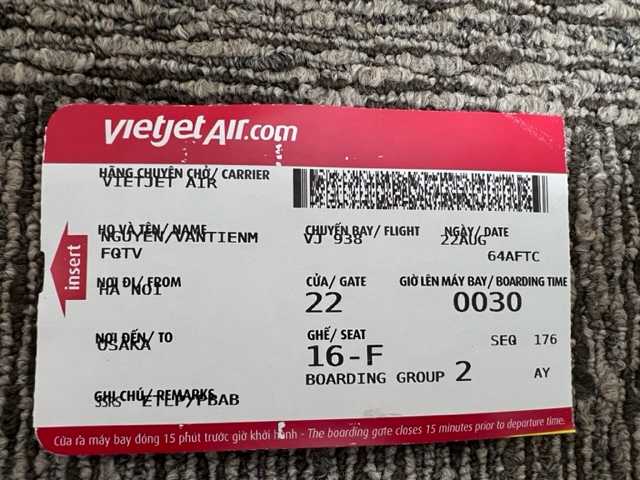 vietjetAir.com
HÃNG CHUYÊN CHỞ/ CARRIER
VIETJET AIR
HỌ VÀ TÊN/ NAME
NGUYEN/VANTIENM
FQTV
CHUYẾN BAY/ FLIGHT
VJ 938
NGÀY/ DATE
22AUG
64AFTC
insert
NƠI ĐI/ FROM
HA NOI
CỬA/ GATE
22
GIỜ LÊN MÁY BAY/ BOARDING TIME
0030
NƠI ĐẾN/ TO
OSAKA
GHẾ/ SEAT
16-F
SEQ 176
BOARDING GROUP 2
AY
GHI CHÚ/ REMARKS
SSRS ETLP/PBAB
Cửa ra máy bay đóng 15 phút trước giờ khởi hành - The boarding gate closes 15 minutes prior to departure time.